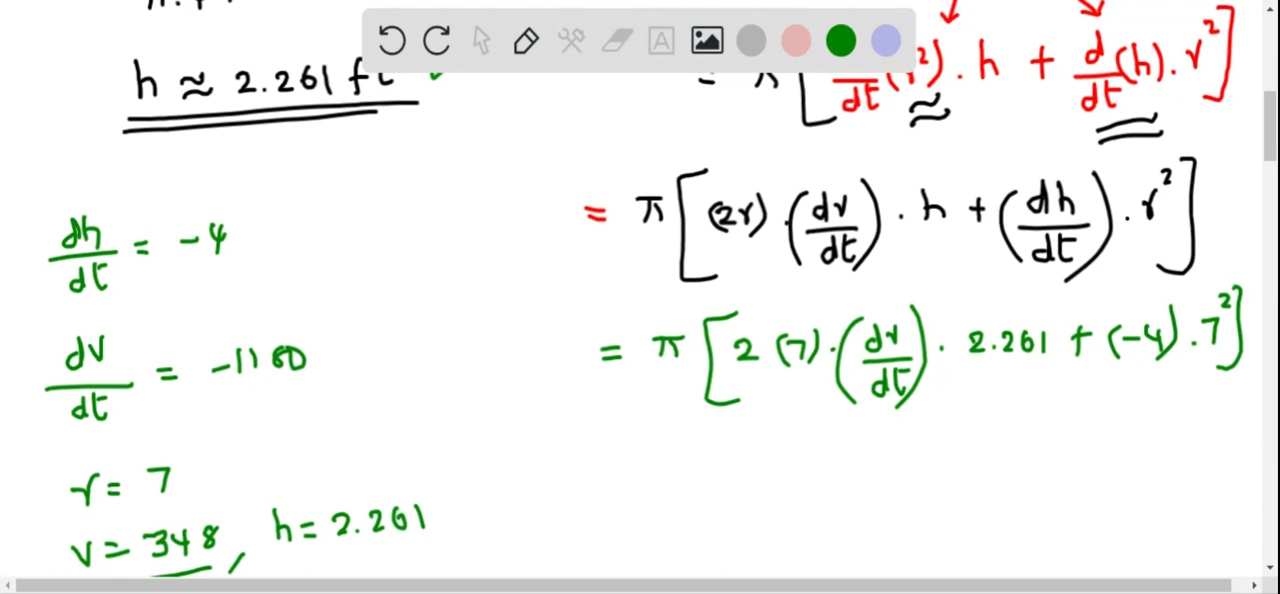 h ≈ 2.261 ft
= π [ d/dt (r²) . h + d/dt (h) . r² ]
= π [ (2r) . (dr/dt) . h + (dh/dt) . r² ]
dh/dt = -4
= π [ 2 (7) . (dr/dt) . 2.261 + (-4) . 7² ]
dV/dt = -1180
r = 7
V = 348, h = 2.261